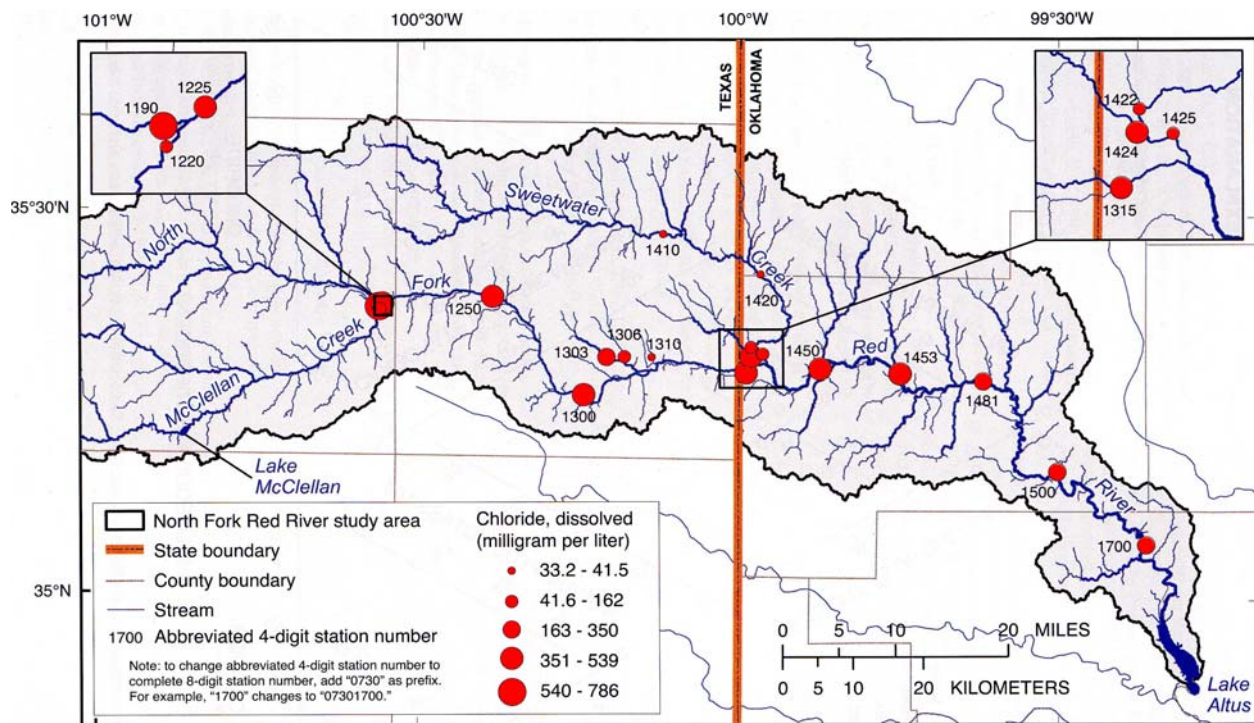 101°W
100°30'W
100°W
99°30'W
1225
1190
1220
TEXAS
OKLAHOMA
1422
1425
1424
1315
35°30'N
North
Sweetwater
1410
Creek
Fork
1250
1420
Creek
1306
1303
1310
1450
Red
1453
McClellan
1300
1481
Lake
McClellan
1500
River
1700
35°N
North Fork Red River study area
State boundary
County boundary
Stream
1700 Abbreviated 4-digit station number
Note: to change abbreviated 4-digit station number to
complete 8-digit station number, add "0730" as prefix.
For example, "1700" changes to "07301700."
Chloride, dissolved
(milligram per liter)
33.2 - 41.5
41.6 - 162
163 - 350
351 - 539
540 - 786
0 5 10 20 MILES
0 5 10 20 KILOMETERS
Lake
Altus